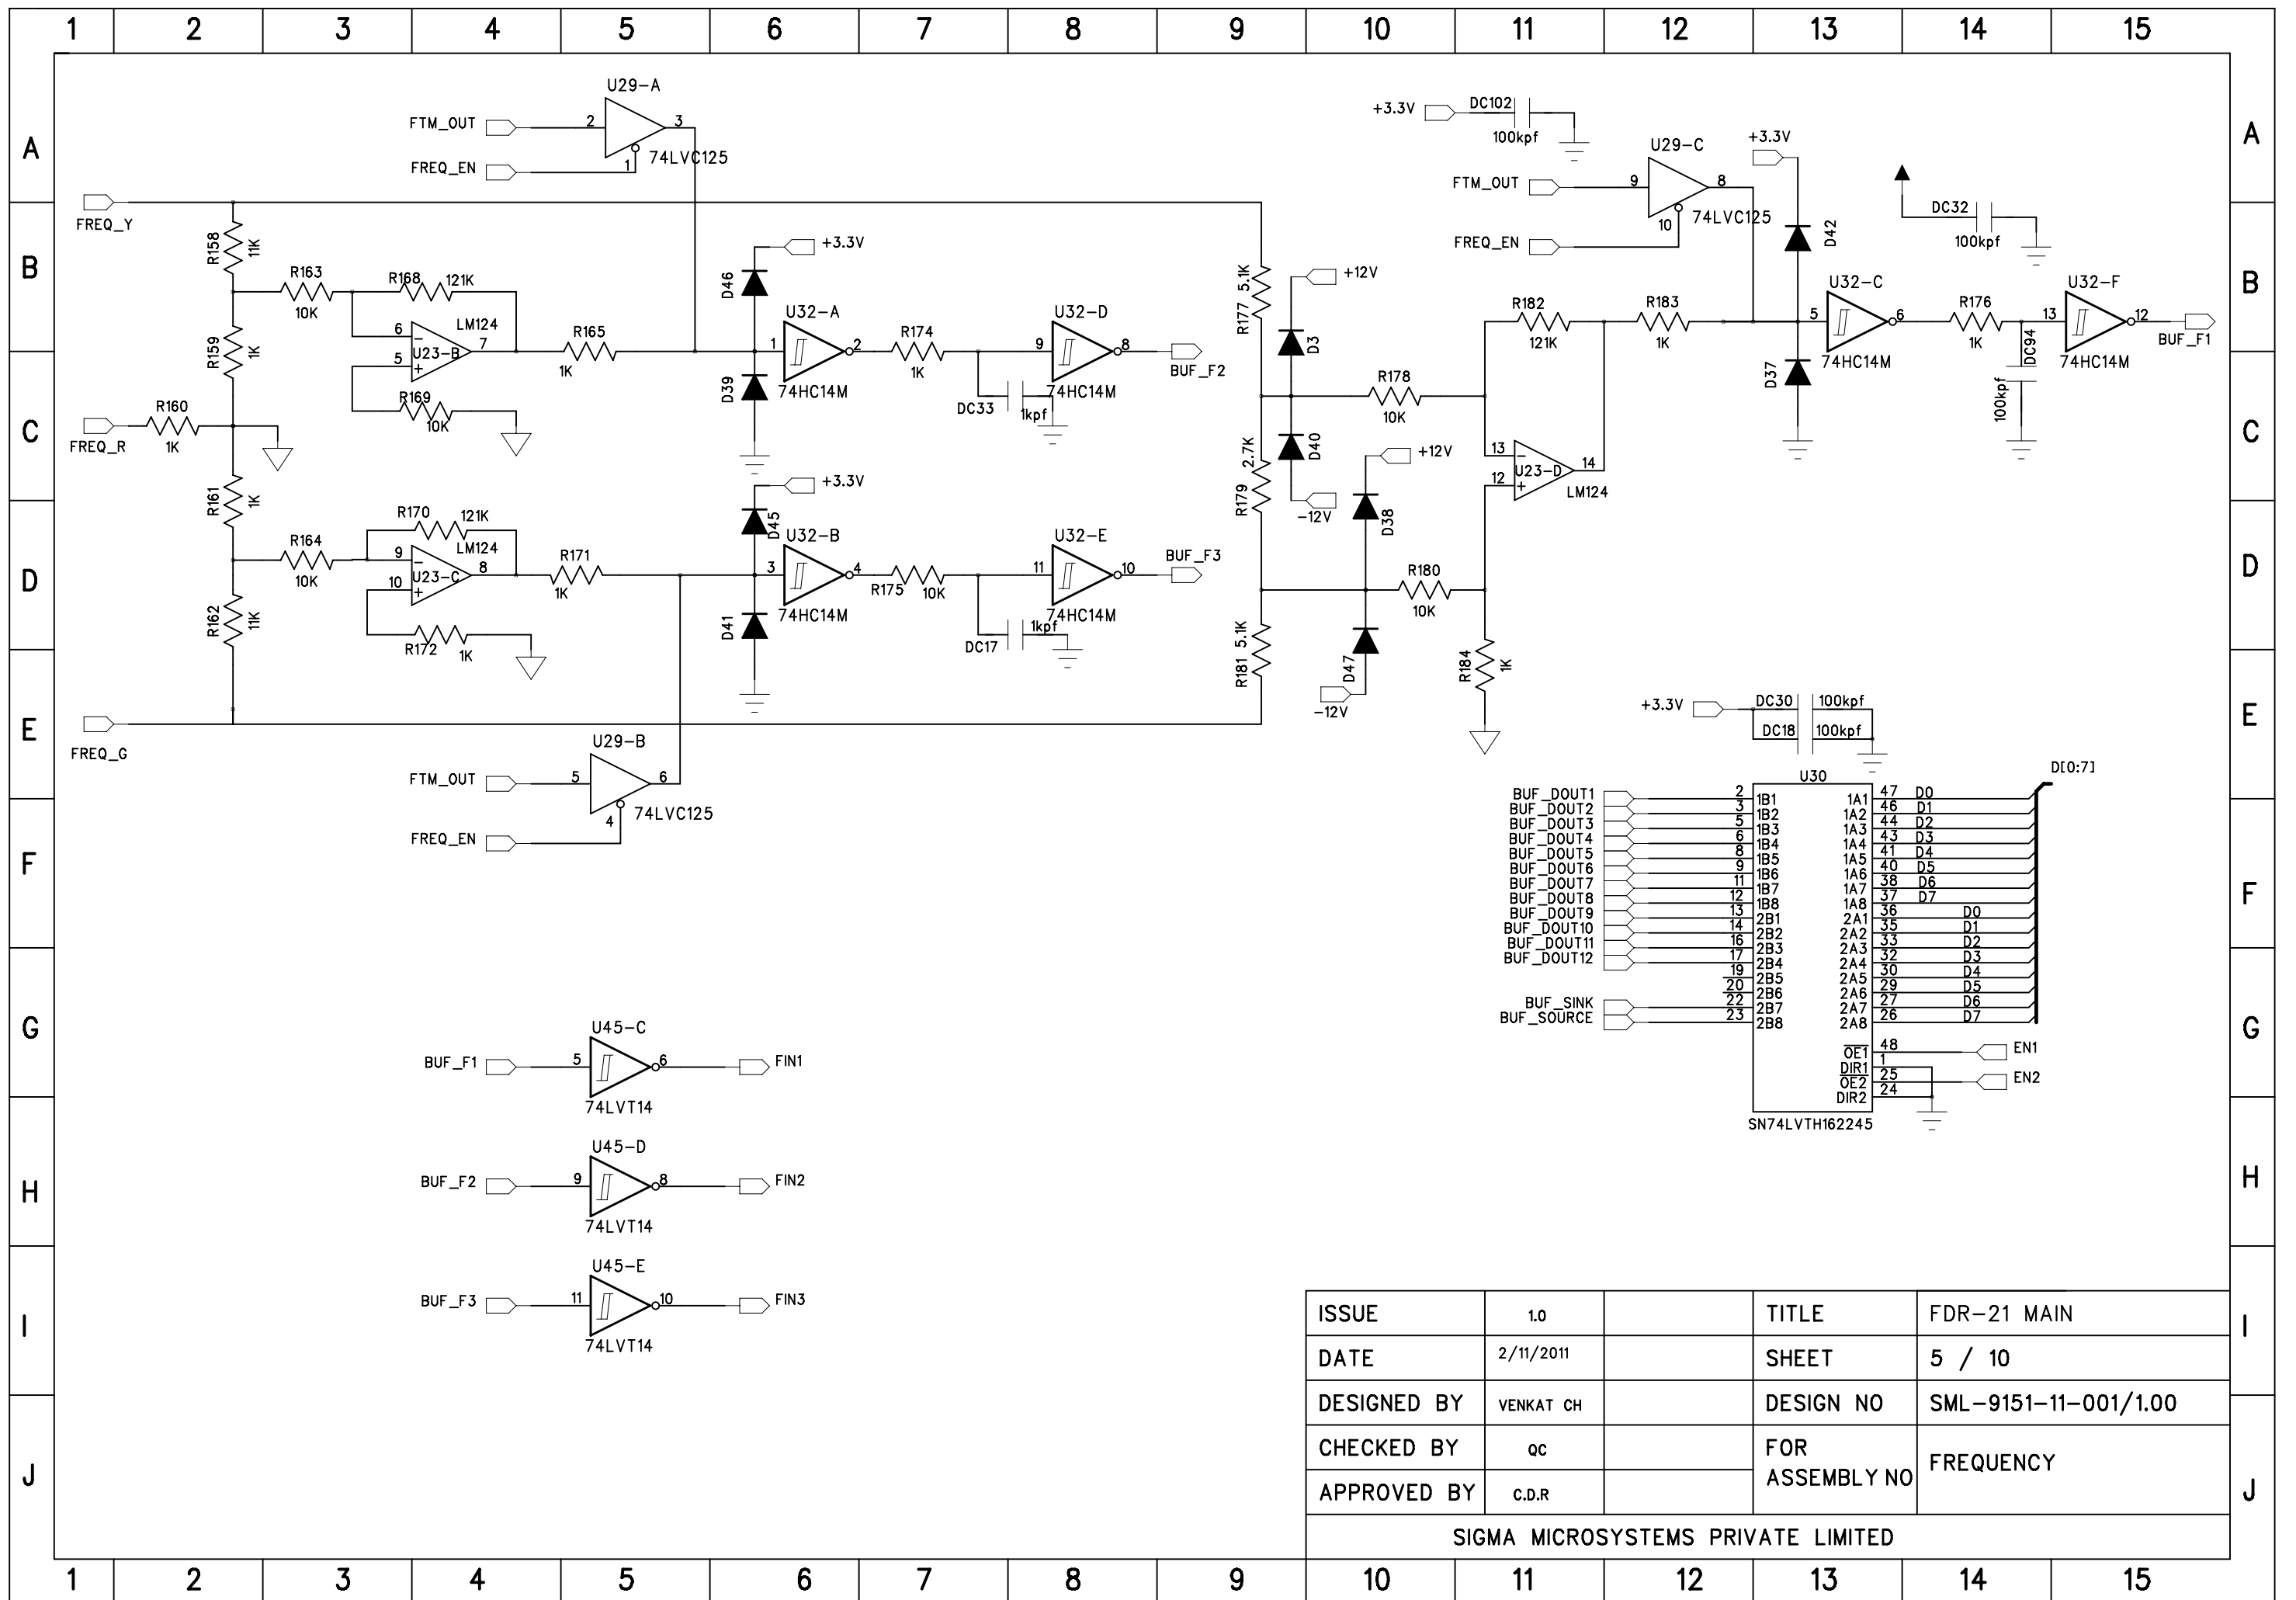 1 2 3 4 5 6 7 8 9 10 11 12 13 14 15
A
B
C
D
E
F
G
H
I
J
U29-A
FTM_OUT 2 3
FREQ_EN 1 74LVC125
FREQ_Y
R158 11K
R159 1K
R163 10K
R168 121K
6 LM124
U23-B 7
5
R169 10K
R165 1K
D46 +3.3V
D39
U32-A
1 2
74HC14M
R174 1K
DC33 1kpf
U32-D
9 8
74HC14M
BUF_F2
FREQ_R
R160 1K
R161 1K
R162 11K
R164 10K
R170 121K
9 LM124
U23-C 8
10
R172 1K
R171 1K
D45 +3.3V
D41
U32-B
3 4
74HC14M
R175 10K
DC17 1kpf
U32-E
11 10
74HC14M
BUF_F3
FREQ_G
U29-B
FTM_OUT 5 6
FREQ_EN 4 74LVC125
R177 5.1K
R179 2.7K
R181 5.1K
+12V
D3
D40
-12V
+12V
D38
D47
-12V
R178 10K
R180 10K
R182 121K
13
U23-D 14
12
LM124
R184 1K
R183 1K
+3.3V DC102
100kpf
U29-C
FTM_OUT 9 8
FREQ_EN 10 74LVC125
+3.3V
D42
D37
U32-C
5 6
74HC14M
R176 1K
DC32
100kpf
DC94
100kpf
U32-F
13 12
74HC14M
BUF_F1
+3.3V DC30 100kpf
DC18 100kpf
U30
D[0:7]
BUF_DOUT1 2 1B1 1A1 47 D0
BUF_DOUT2 3 1B2 1A2 46 D1
BUF_DOUT3 5 1B3 1A3 44 D2
BUF_DOUT4 6 1B4 1A4 43 D3
BUF_DOUT5 8 1B5 1A5 41 D4
BUF_DOUT6 9 1B6 1A6 40 D5
BUF_DOUT7 11 1B7 1A7 38 D6
BUF_DOUT8 12 1B8 1A8 37 D7
BUF_DOUT9 13 2B1 2A1 36 D0
BUF_DOUT10 14 2B2 2A2 35 D1
BUF_DOUT11 16 2B3 2A3 33 D2
BUF_DOUT12 17 2B4 2A4 32 D3
19 2B5 2A5 30 D4
20 2B6 2A6 29 D5
BUF_SINK 22 2B7 2A7 27 D6
BUF_SOURCE 23 2B8 2A8 26 D7
OE1 48 EN1
DIR1 1
OE2 25 EN2
DIR2 24
SN74LVTH162245
U45-C
BUF_F1 5 6 FIN1
74LVT14
U45-D
BUF_F2 9 8 FIN2
74LVT14
U45-E
BUF_F3 11 10 FIN3
74LVT14
ISSUE 1.0 TITLE FDR-21 MAIN
DATE 2/11/2011 SHEET 5 / 10
DESIGNED BY VENKAT CH DESIGN NO SML-9151-11-001/1.00
CHECKED BY QC FOR
ASSEMBLY NO FREQUENCY
APPROVED BY C.D.R
SIGMA MICROSYSTEMS PRIVATE LIMITED
A
B
C
D
E
F
G
H
I
J
1 2 3 4 5 6 7 8 9 10 11 12 13 14 15